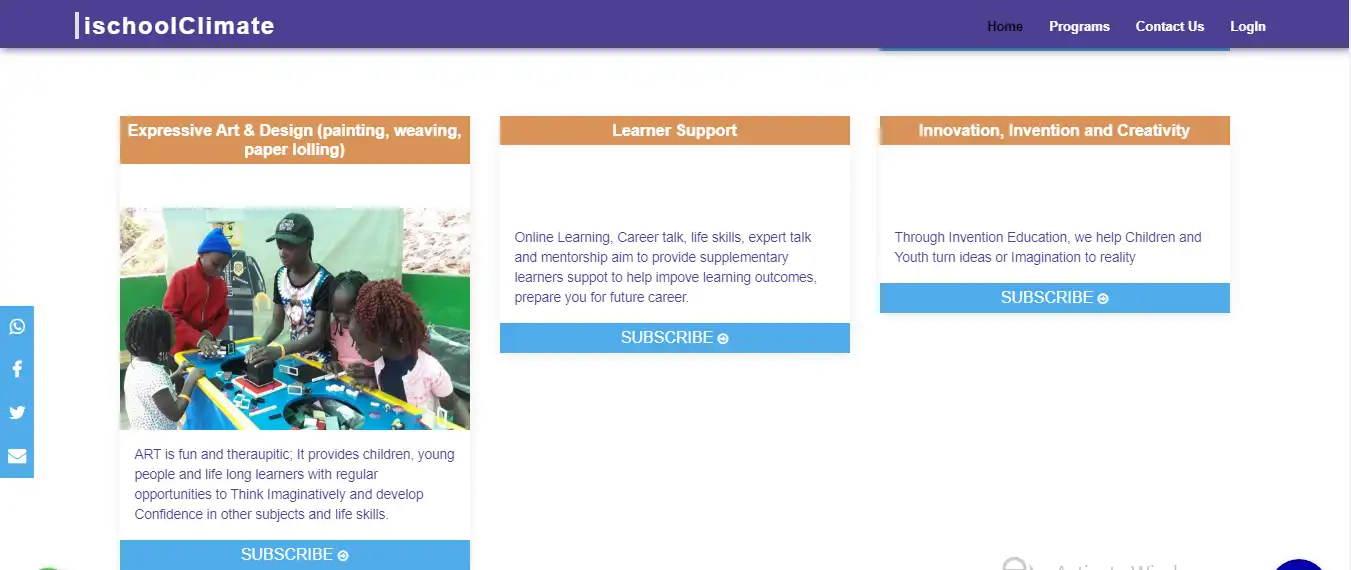 ischoolClimate
Home Programs Contact Us LogIn
Expressive Art & Design (painting, weaving,
paper lolling)
ART is fun and theraupitic; It provides children, young
people and life long learners with regular
opportunities to Think Imaginatively and develop
Confidence in other subjects and life skills.
SUBSCRIBE
Learner Support
Online Learning, Career talk, life skills, expert talk
and mentorship aim to provide supplementary
learners suppot to help impove learning outcomes,
prepare you for future career.
SUBSCRIBE
Innovation, Invention and Creativity
Through Invention Education, we help Children and
Youth turn ideas or Imagination to reality
SUBSCRIBE